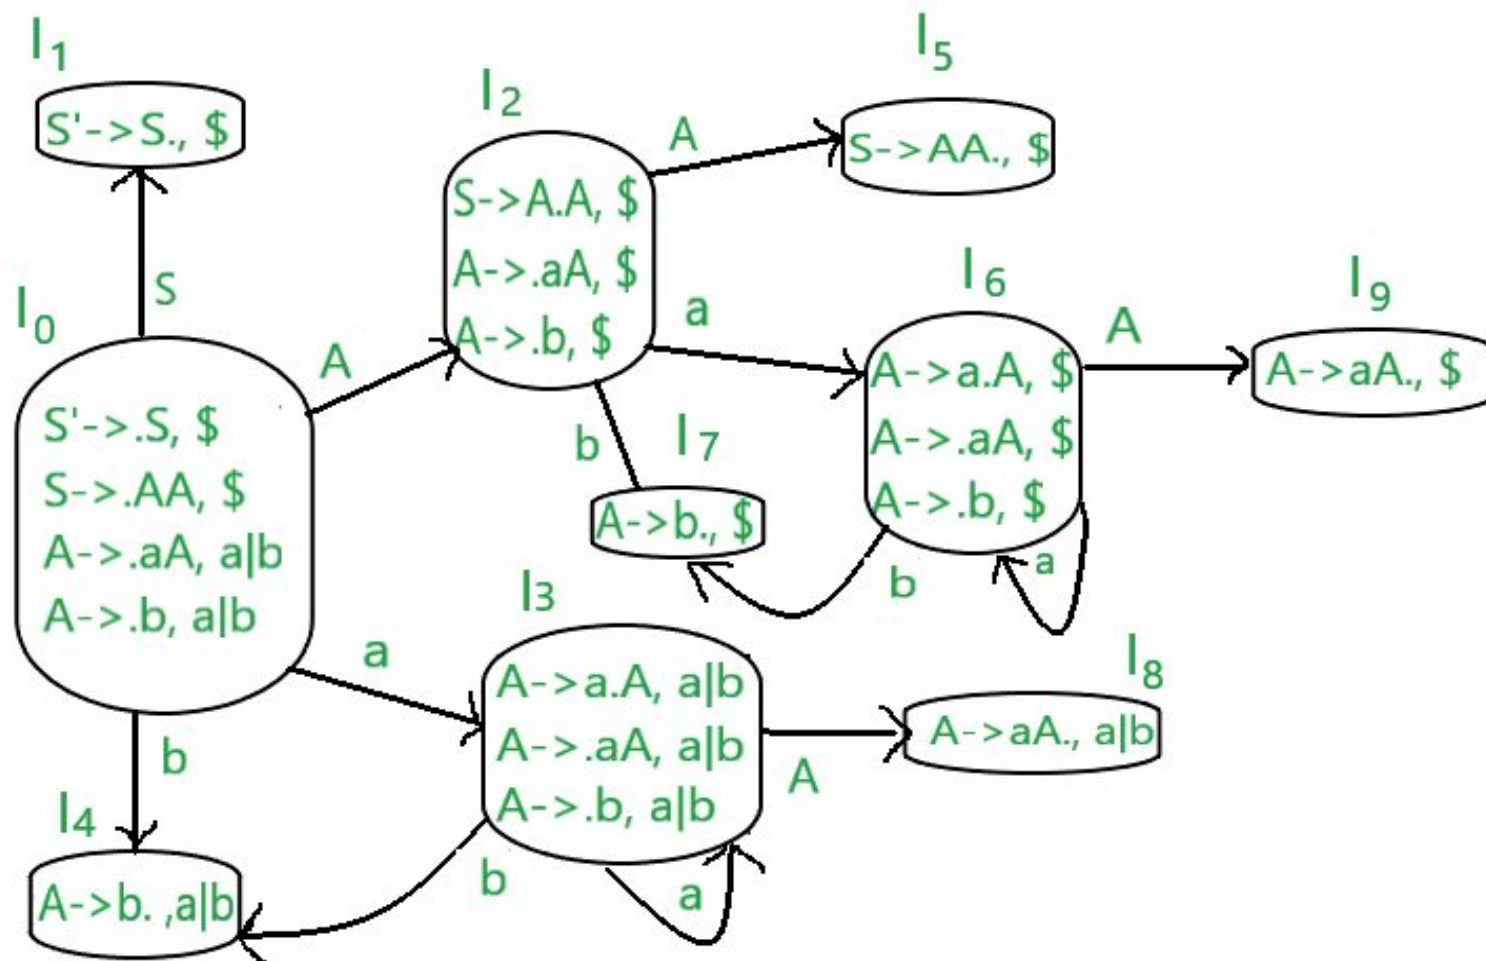 I1
S'->S., $
S
I0
S'->.S, $
S->.AA, $
A->.aA, a|b
A->.b, a|b
A
I2
S->A.A, $
A->.aA, $
A->.b, $
A
I5
S->AA., $
a
I6
A->a.A, $
A->.aA, $
A->.b, $
A
I9
A->aA., $
b
I7
A->b., $
b
a
a
I3
A->a.A, a|b
A->.aA, a|b
A->.b, a|b
A
I8
A->aA., a|b
b
I4
A->b. ,a|b
b
a